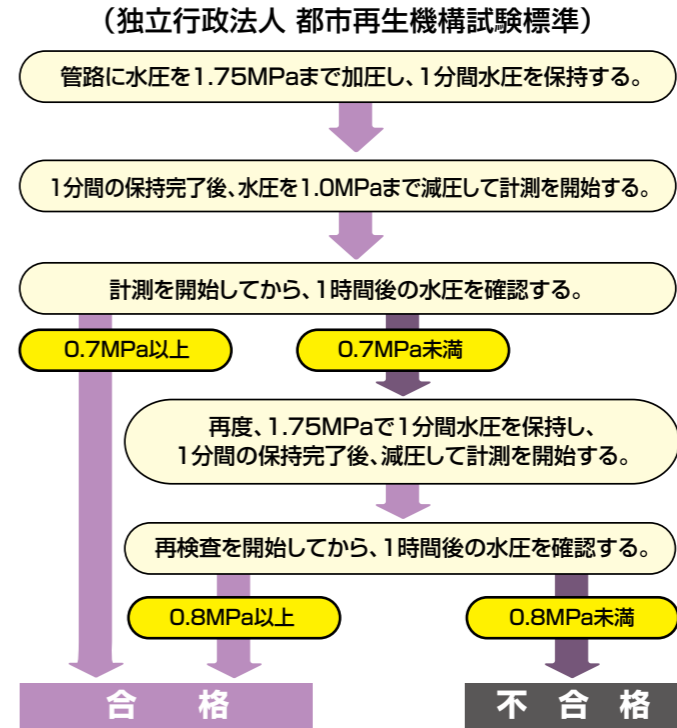 （独立行政法人 都市再生機構試験標準）
管路に水圧を1.75MPaまで加圧し、1分間水圧を保持する。
1分間の保持完了後、水圧を1.0MPaまで減圧して計測を開始する。
計測を開始してから、1時間後の水圧を確認する。
0.7MPa以上
0.7MPa未満
再度、1.75MPaで1分間水圧を保持し、
1分間の保持完了後、減圧して計測を開始する。
再検査を開始してから、1時間後の水圧を確認する。
0.8MPa以上
0.8MPa未満
合 格
不 合 格